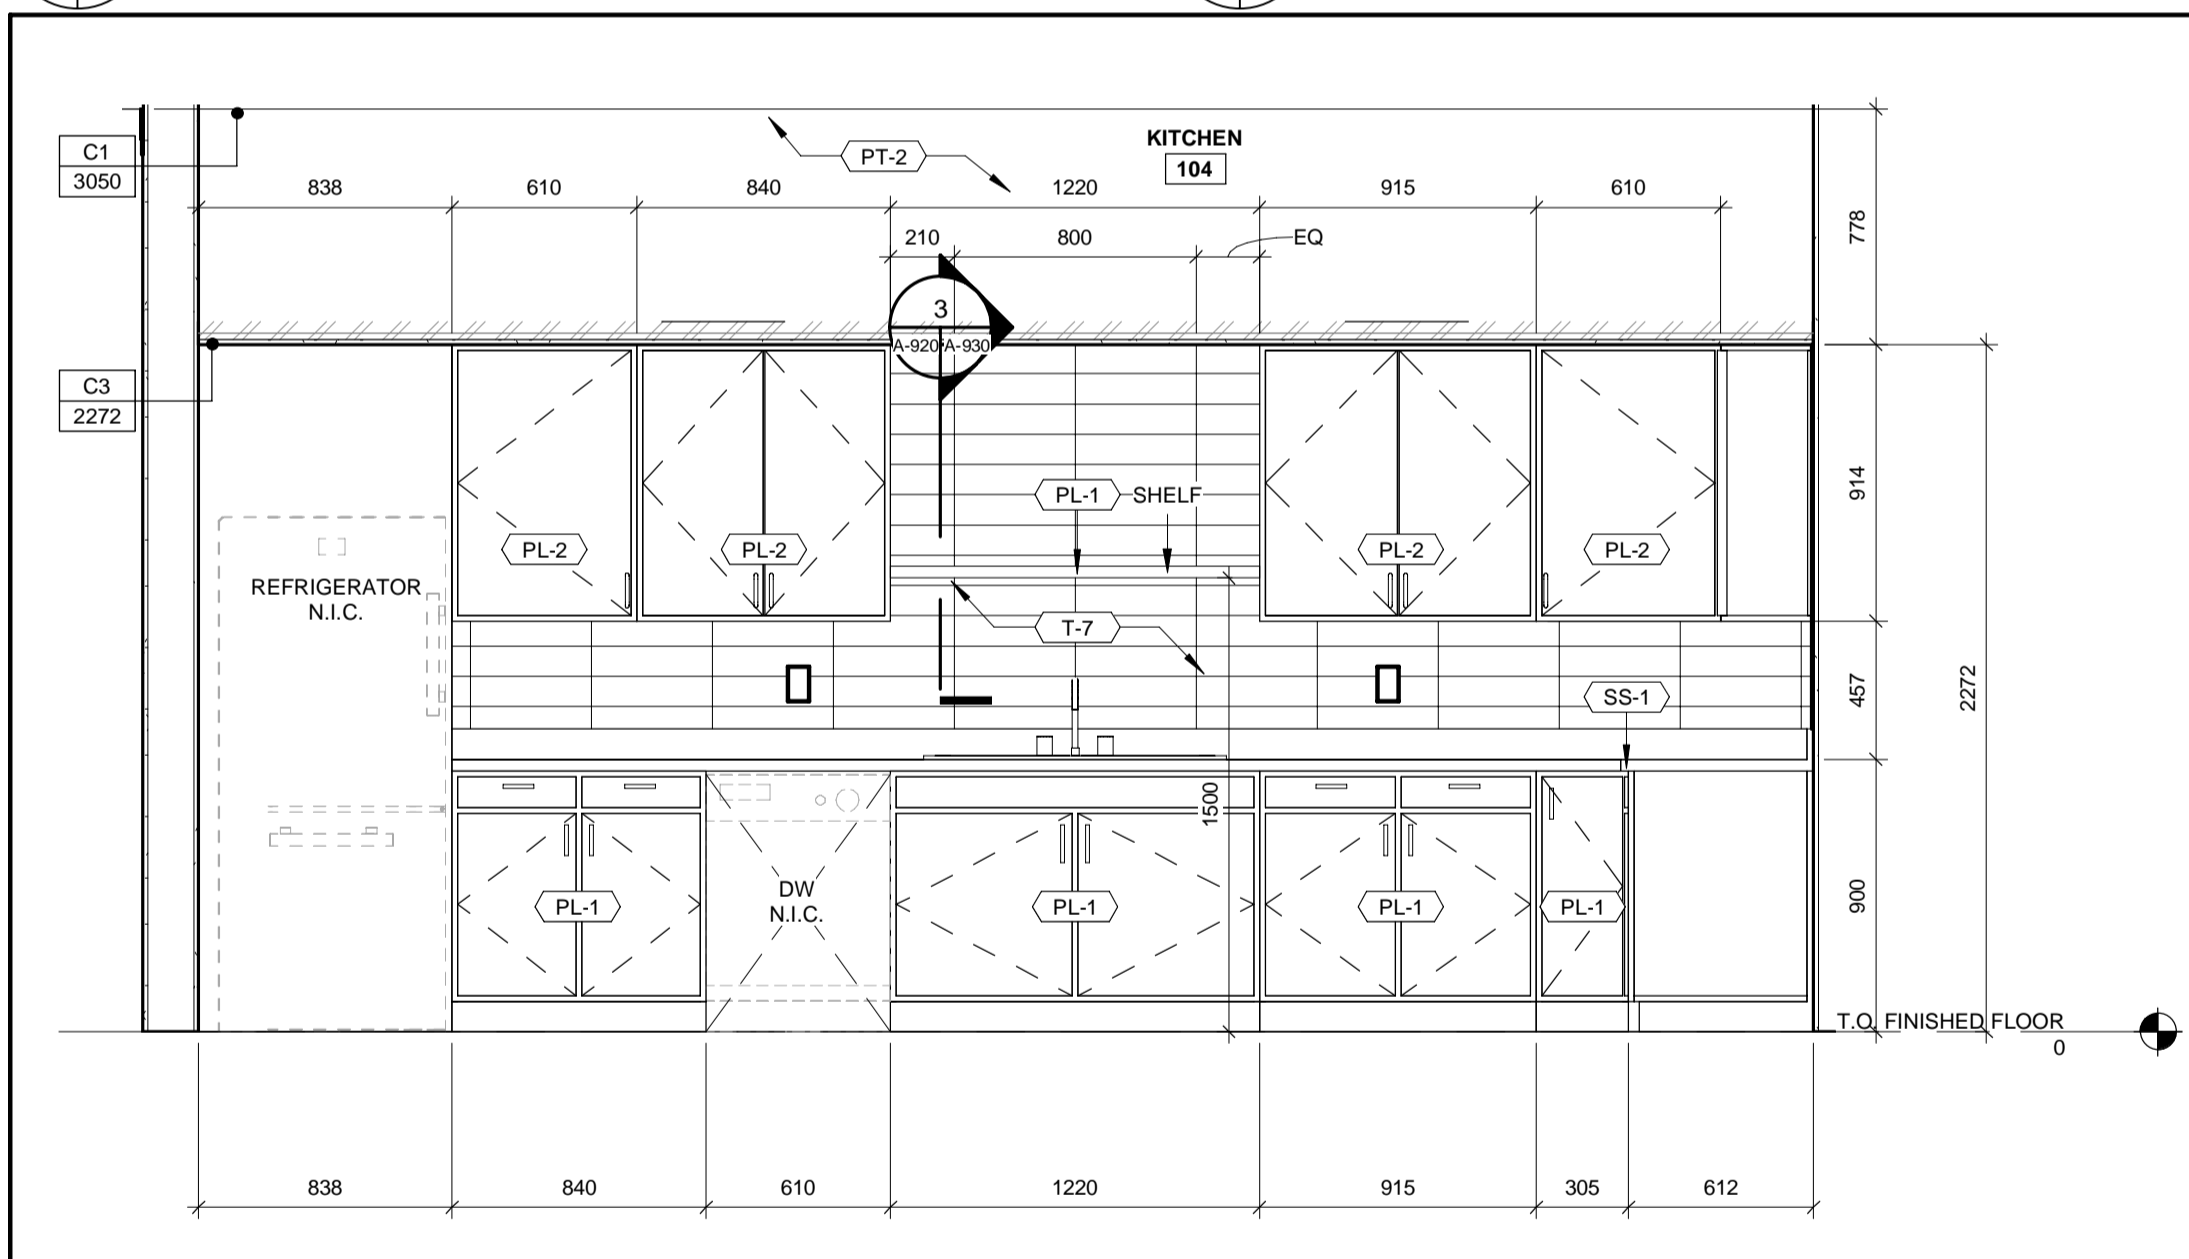 KITCHEN
104
PT-2
C1
3050
838
610
840
1220
915
610
778
210
800
EQ
3
A-920
A-930
C3
2272
914
PL-1
SHELF
PL-2
PL-2
PL-2
PL-2
REFRIGERATOR
N.I.C.
T-7
457
2272
SS-1
1500
DW
N.I.C.
PL-1
PL-1
PL-1
PL-1
900
T.O. FINISHED FLOOR
0
838
840
610
1220
915
305
612